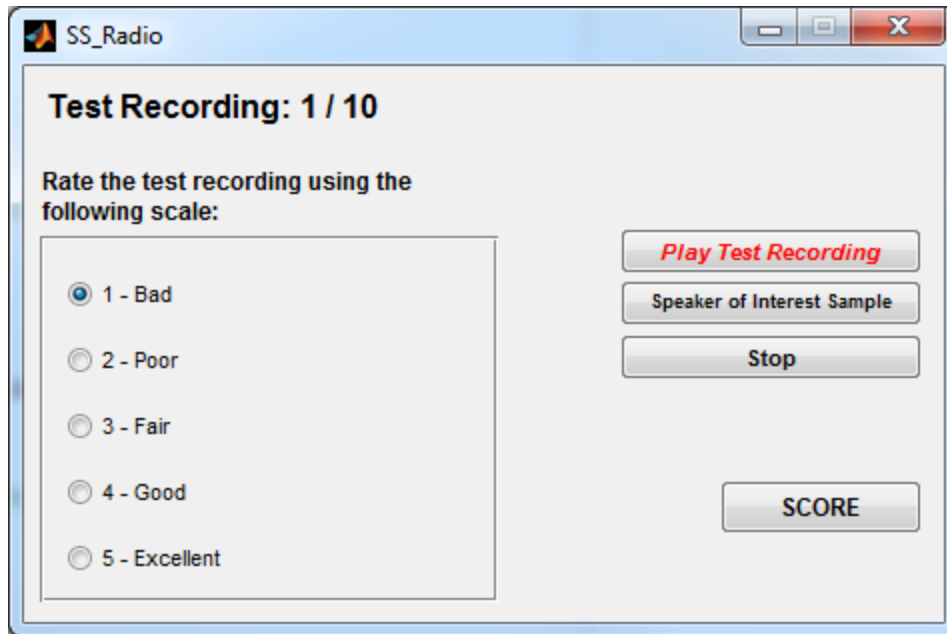 SS_Radio
Test Recording: 1 / 10
Rate the test recording using the
following scale:
1 - Bad
2 - Poor
3 - Fair
4 - Good
5 - Excellent
Play Test Recording
Speaker of Interest Sample
Stop
SCORE